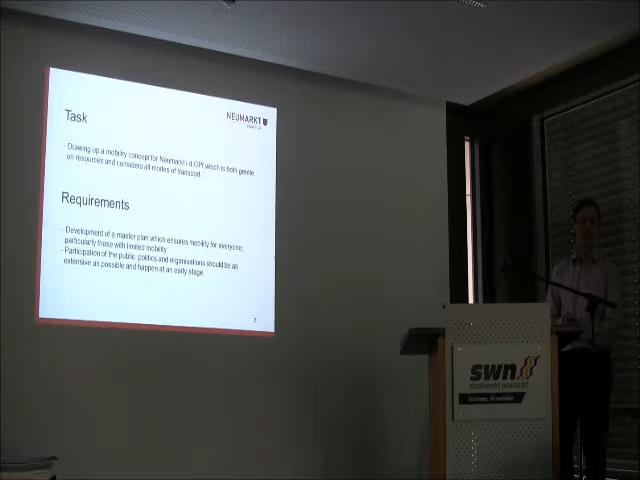 NEUMARKT
Task
- Drawing up a mobility concept for Neumarkt i.d.OPf. which is both gentle
on resources and considers all modes of transport.
Requirements
- Development of a master plan which ensures mobility for everyone;
particularly those with limited mobility
- Participation of the public, politics and organisations should be as
extensive as possible and happen at an early stage
2
swn
stadtwerke neumarkt